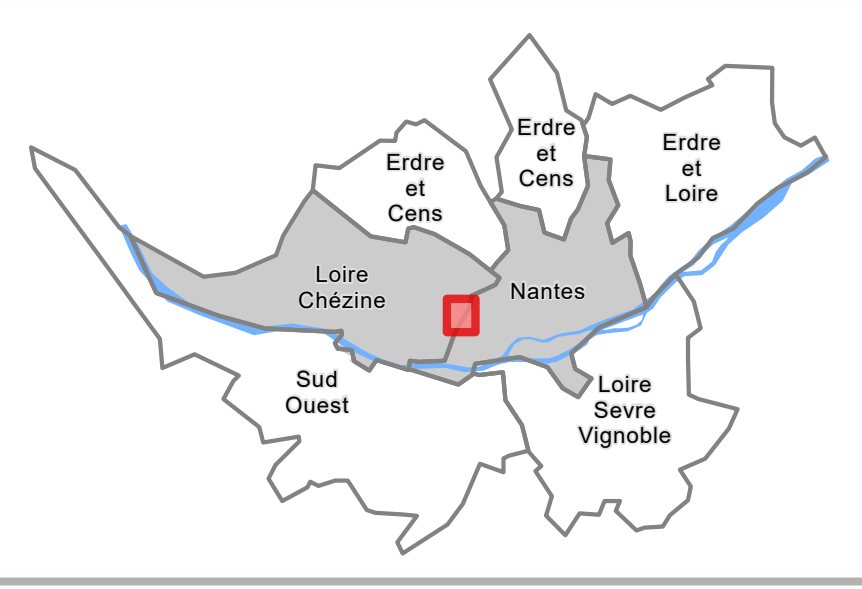 Erdre
et
Cens
Erdre
et
Cens
Erdre
et
Loire
Loire
Chézine
Nantes
Sud
Ouest
Loire
Sevre
Vignoble